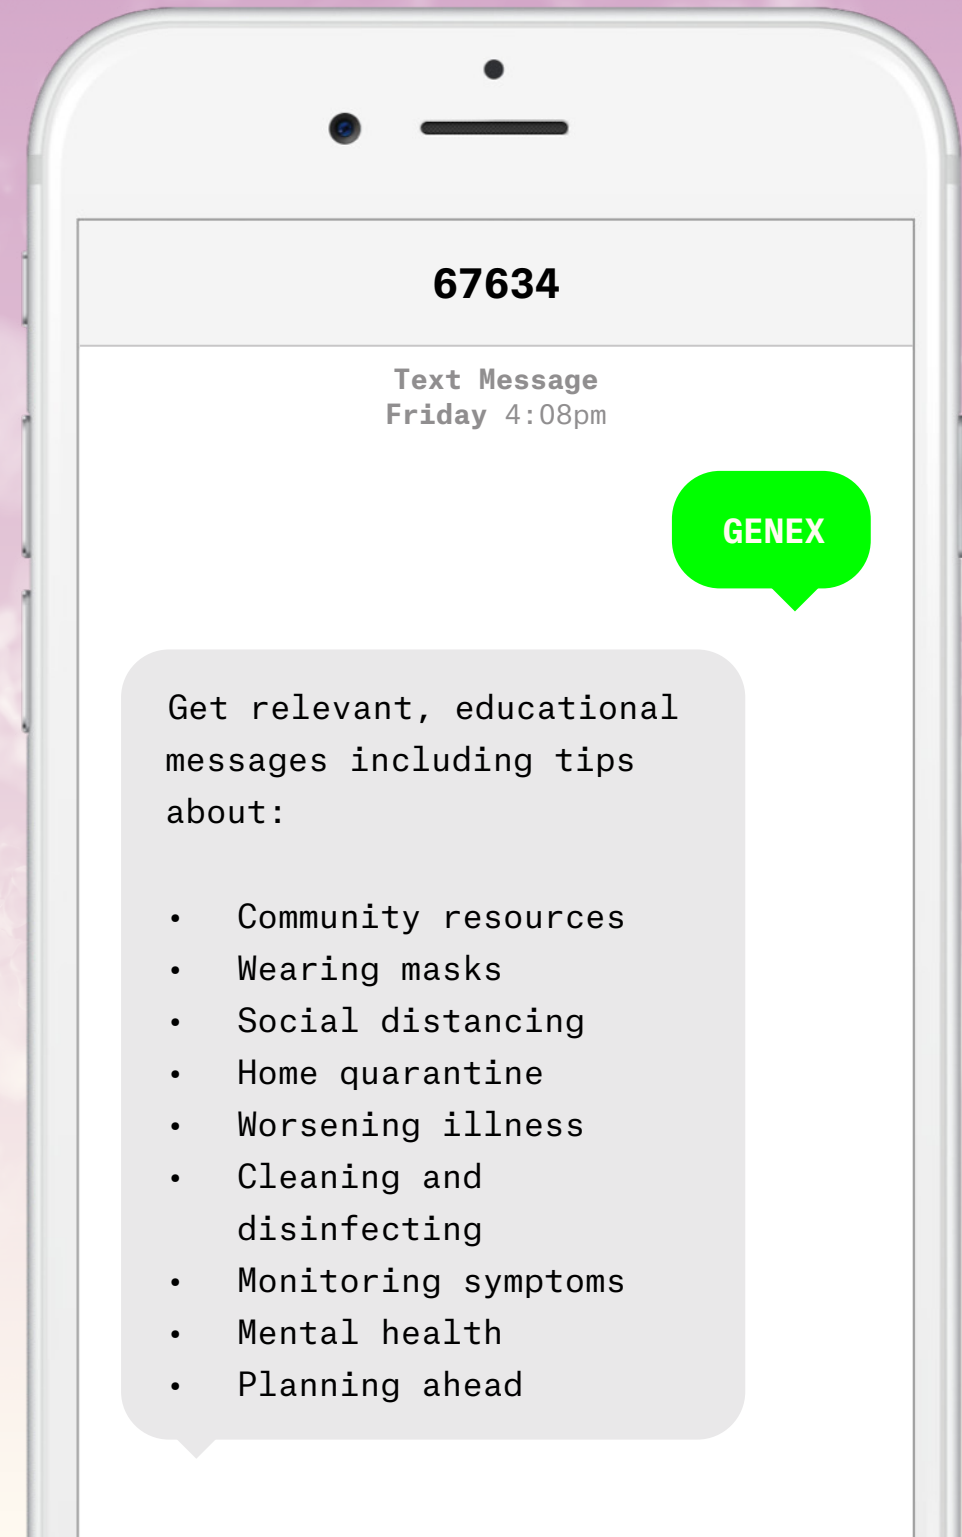 67634
Text Message
Friday 4:08pm
GENEX
Get relevant, educational
messages including tips
about:
• Community resources
• Wearing masks
• Social distancing
• Home quarantine
• Worsening illness
• Cleaning and
disinfecting
• Monitoring symptoms
• Mental health
• Planning ahead